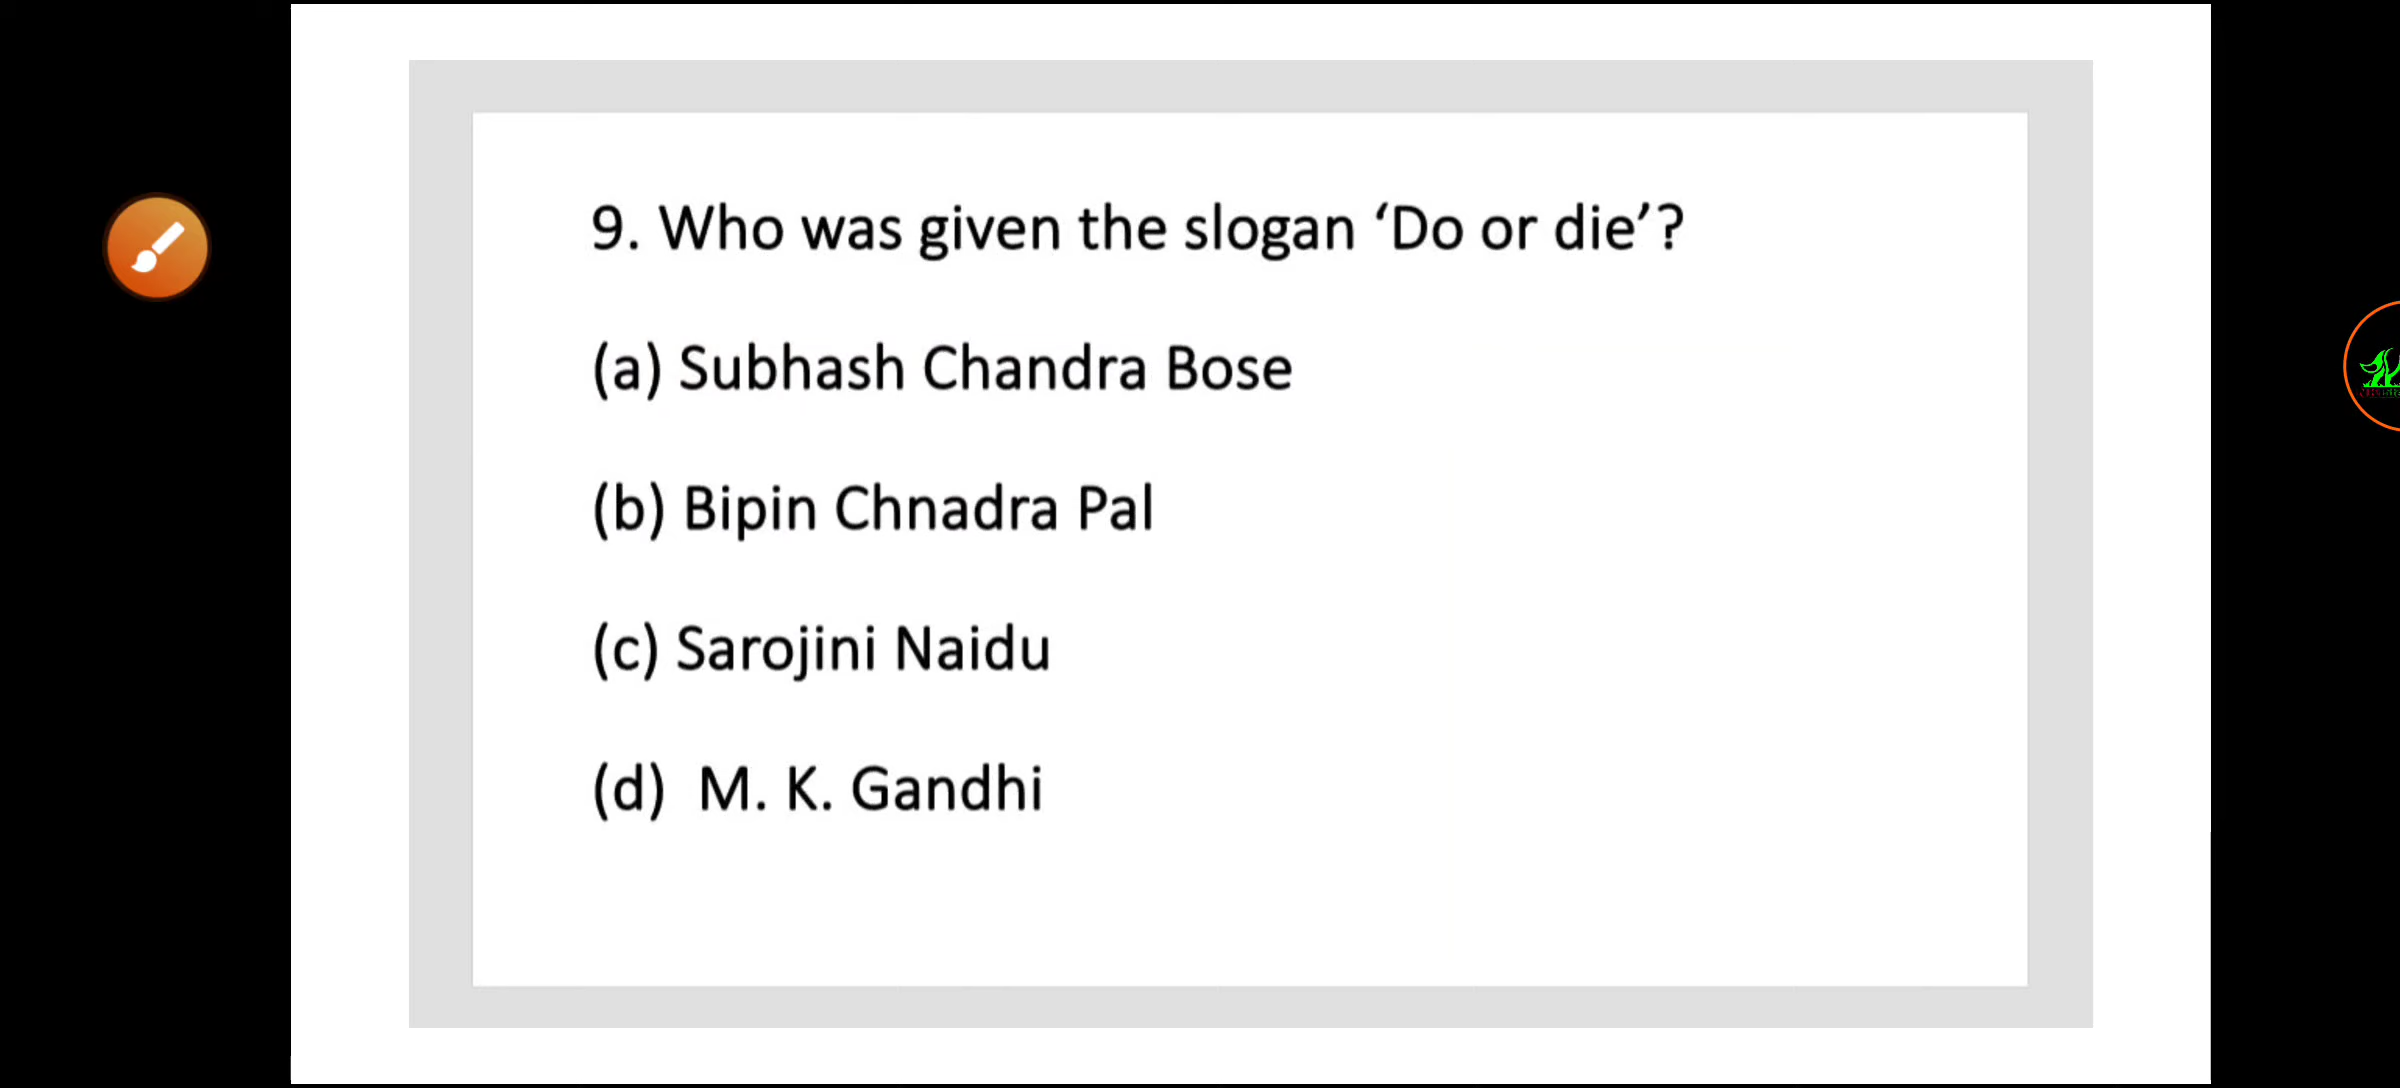 9. Who was given the slogan ‘Do or die’?
(a) Subhash Chandra Bose
(b) Bipin Chnadra Pal
(c) Sarojini Naidu
(d) M. K. Gandhi